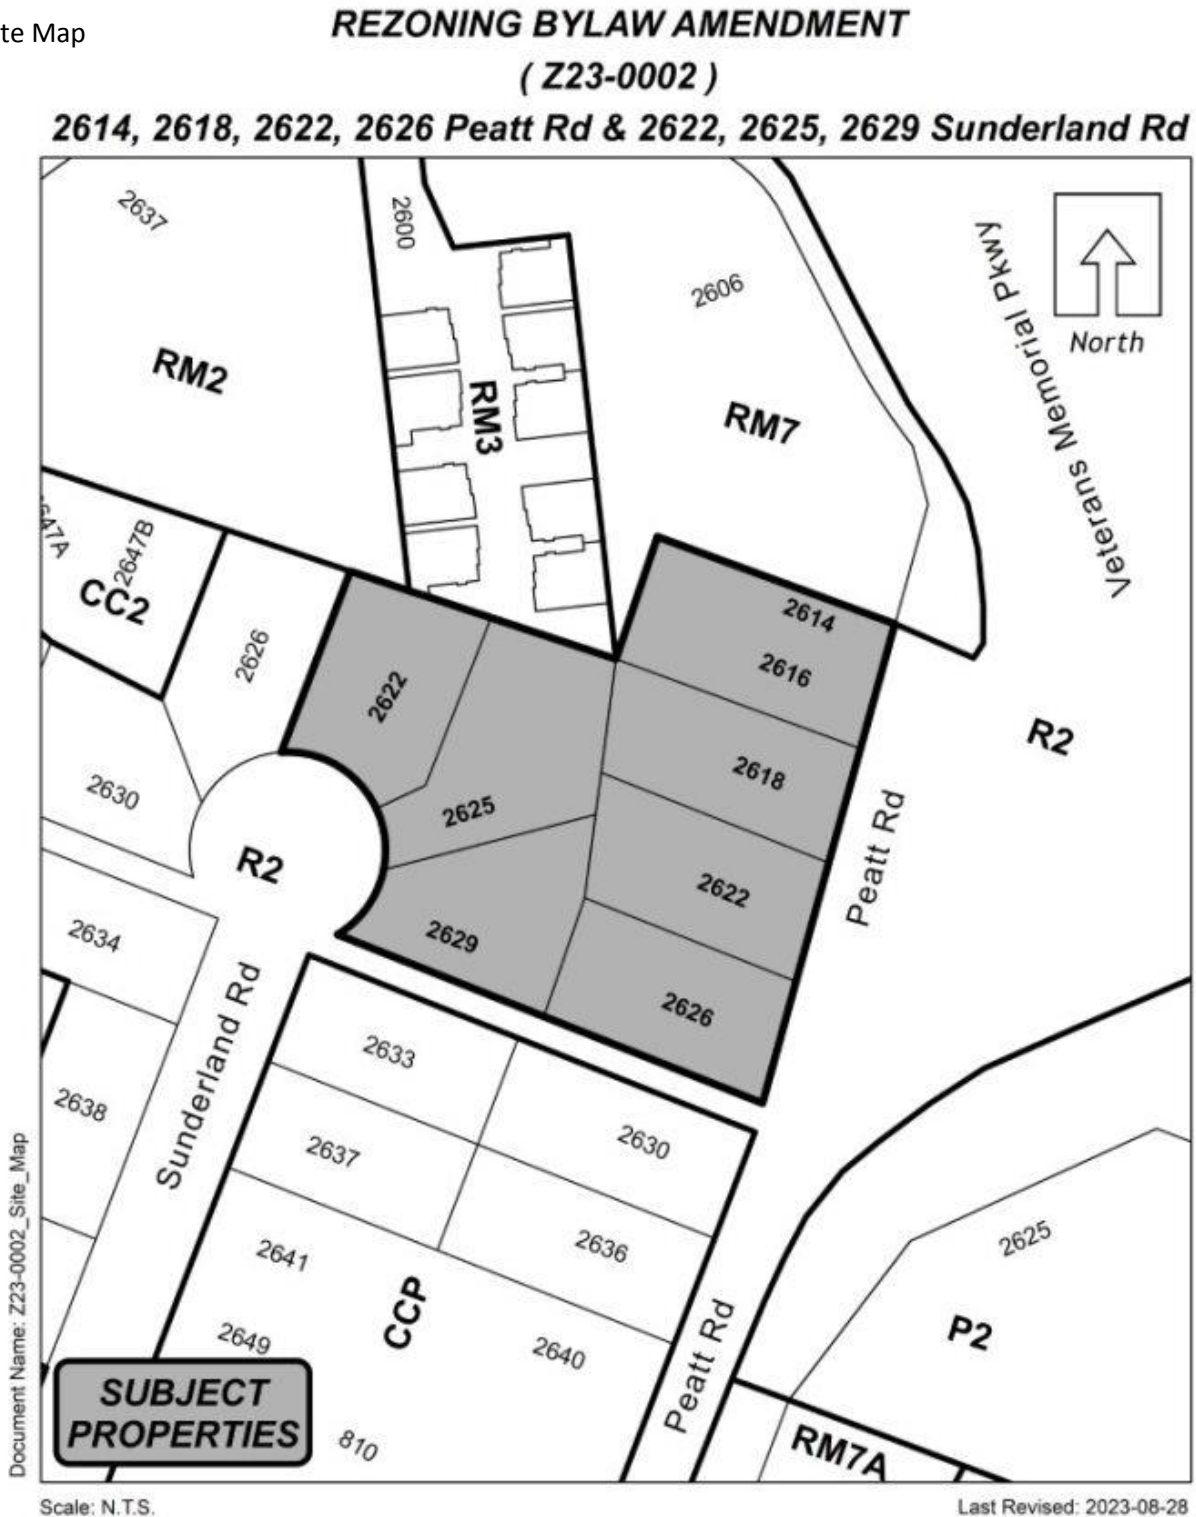 te Map
REZONING BYLAW AMENDMENT
( Z23-0002 )
2614, 2618, 2622, 2626 Peatt Rd & 2622, 2625, 2629 Sunderland Rd
2637
2600
2606
Veterans Memorial Pkwy
North
RM2
RM3
RM7
647A
2647B
CC2
2626
2622
2614
2616
2618
R2
2630
2625
Peatt Rd
R2
2622
2634
2629
2626
Sunderland Rd
2638
2633
2630
2637
2636
2641
CCP
2625
2649
2640
P2
Peatt Rd
SUBJECT
PROPERTIES
810
RM7A
Document Name: Z23-0002_Site_Map
Scale: N.T.S.
Last Revised: 2023-08-28